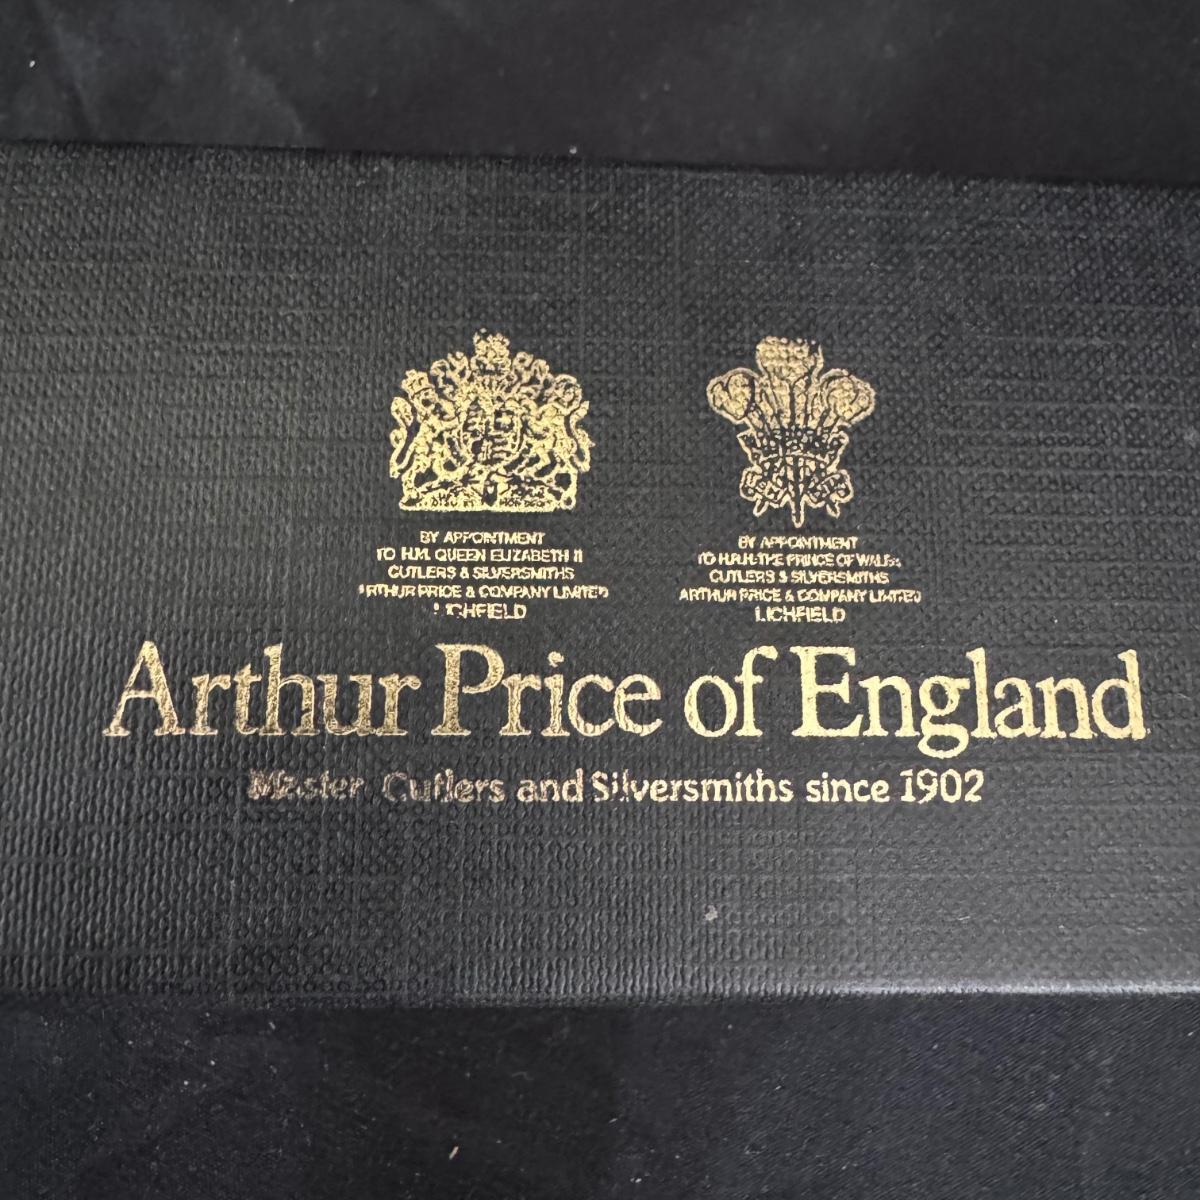 BY APPOINTMENT
TO H.M. QUEEN ELIZABETH II
CUTLERS & SILVERSMITHS
ARTHUR PRICE & COMPANY LIMITED
LICHFIELD
BY APPOINTMENT
TO H.R.H. THE PRINCE OF WALES
CUTLERS & SILVERSMITHS
ARTHUR PRICE & COMPANY LIMITED
LICHFIELD
Arthur Price of England
Master Cutlers and Silversmiths since 1902